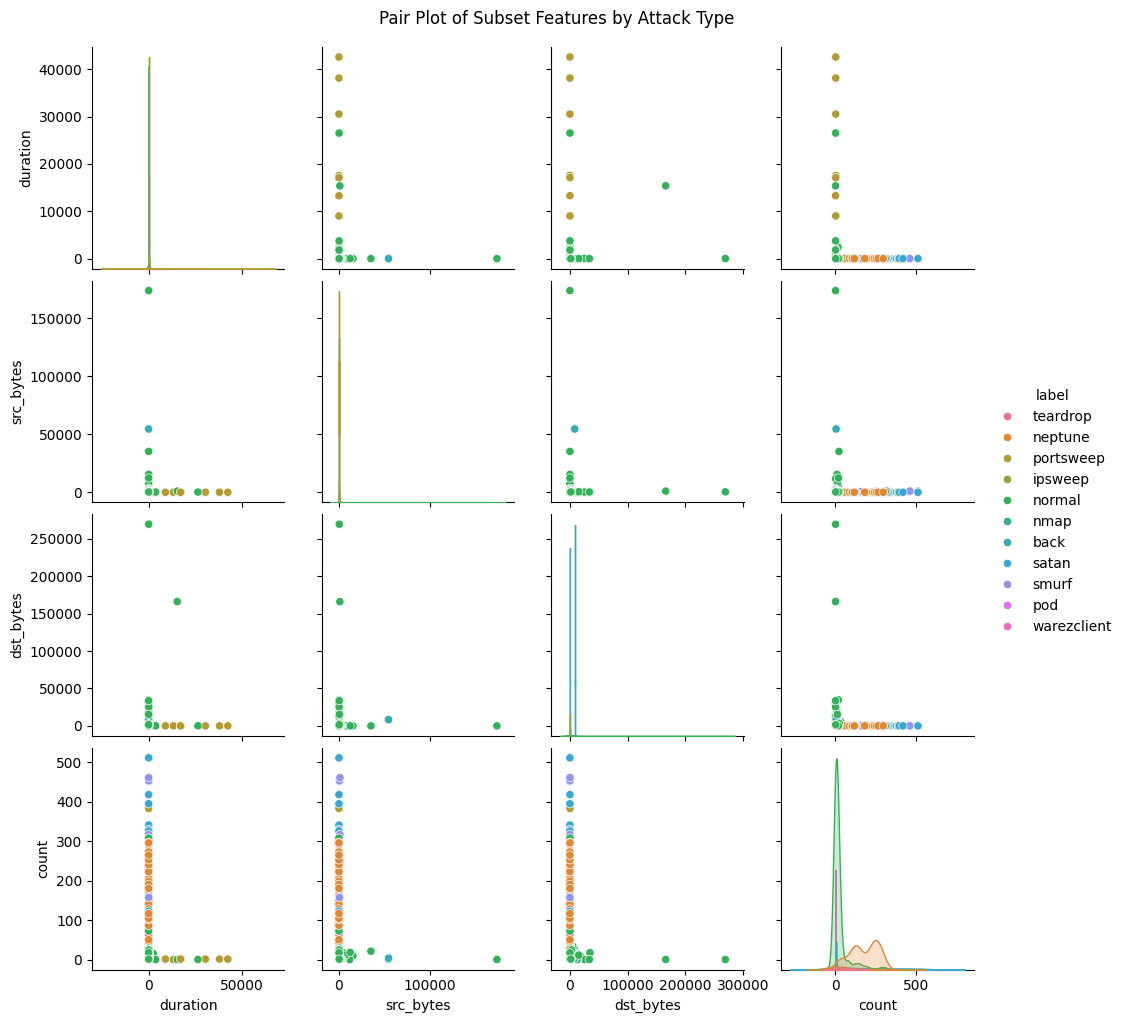 Pair Plot of Subset Features by Attack Type
40000
30000
20000
10000
0
duration
150000
100000
50000
0
src_bytes
250000
200000
150000
100000
50000
0
dst_bytes
500
400
300
200
100
0
count
0 50000
duration
0 100000
src_bytes
0 100000 200000 300000
dst_bytes
0 500
count
label
teardrop
neptune
portsweep
ipsweep
normal
nmap
back
satan
smurf
pod
warezclient